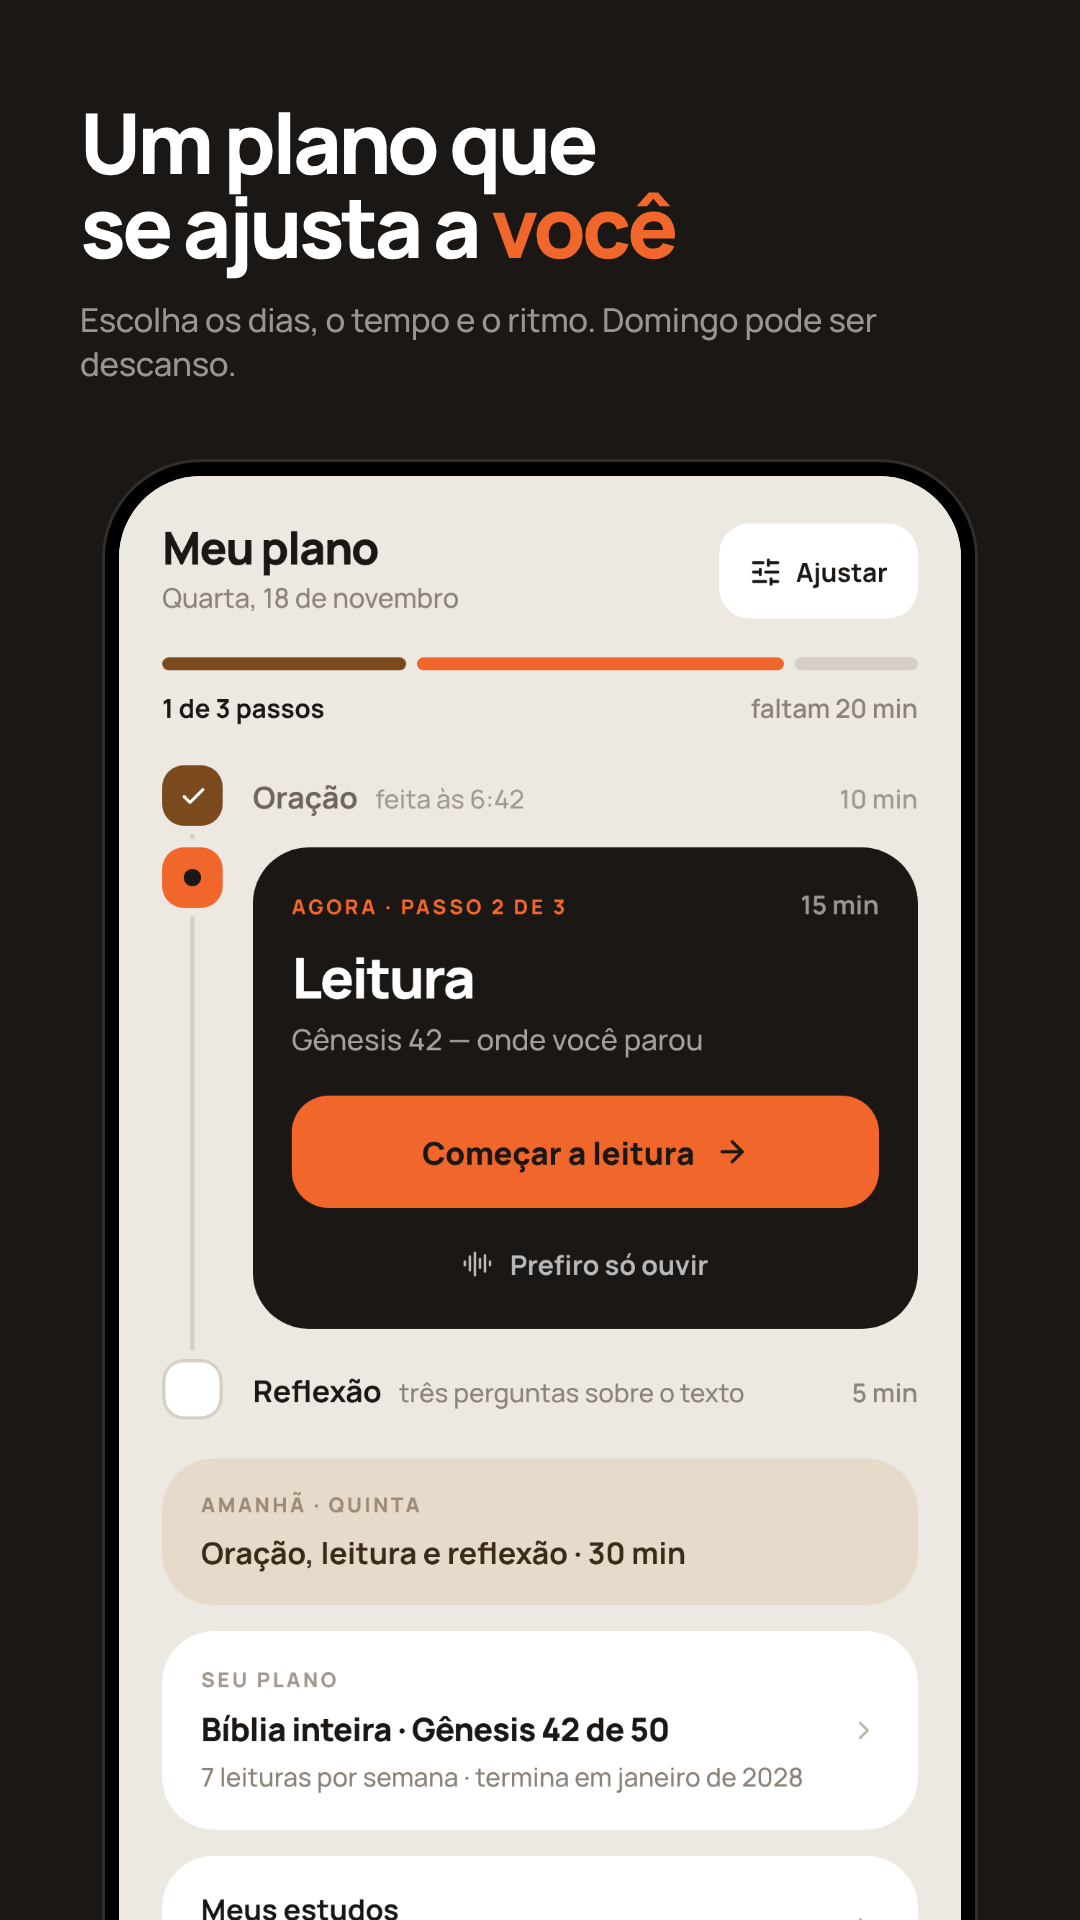 Um plano que
se ajusta a você
Escolha os dias, o tempo e o ritmo. Domingo pode ser
descanso.
Meu plano
Quarta, 18 de novembro
Ajustar
1 de 3 passos
faltam 20 min
Oração feita às 6:42 10 min
AGORA · PASSO 2 DE 3 15 min
Leitura
Gênesis 42 — onde você parou
Começar a leitura →
Prefiro só ouvir
Reflexão três perguntas sobre o texto 5 min
AMANHÃ · QUINTA
Oração, leitura e reflexão · 30 min
SEU PLANO
Bíblia inteira · Gênesis 42 de 50
7 leituras por semana · termina em janeiro de 2028
Meus estudos